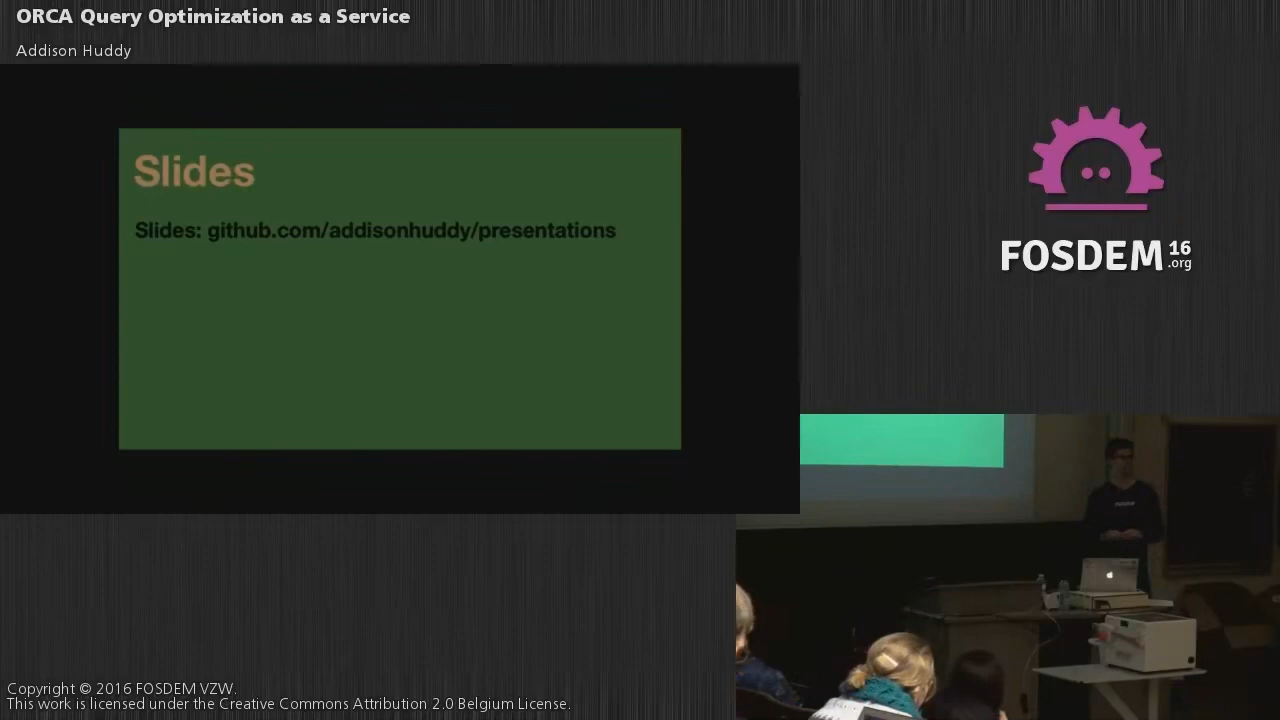 ORCA Query Optimization as a Service
Addison Huddy
Slides
Slides: github.com/addisonhuddy/presentations
FOSDEM 16
.org
Copyright © 2016 FOSDEM VZW.
This work is licensed under the Creative Commons Attribution 2.0 Belgium License.